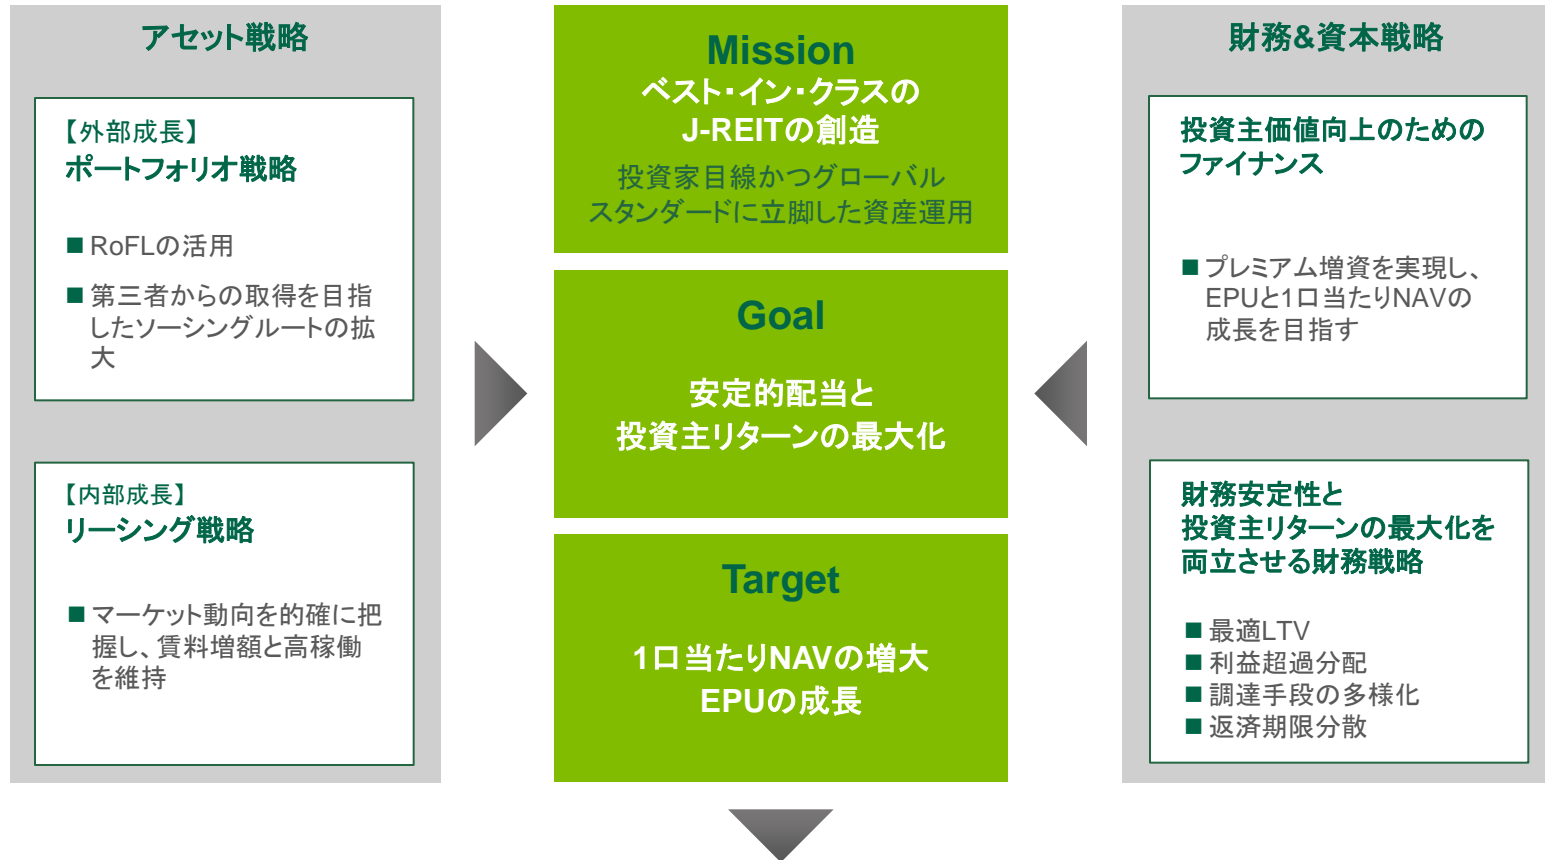 アセット戦略
【外部成長】
ポートフォリオ戦略
■ RoFLの活用
■ 第三者からの取得を目指
したソーシングルートの拡
大
【内部成長】
リーシング戦略
■ マーケット動向を的確に把
握し、賃料増額と高稼働
を維持
Mission
ベスト・イン・クラスの
J-REITの創造
投資家目線かつグローバル
スタンダードに立脚した資産運用
Goal
安定的配当と
投資主リターンの最大化
Target
1口当たりNAVの増大
EPUの成長
財務&資本戦略
投資主価値向上のための
ファイナンス
■ プレミアム増資を実現し、
EPUと1口当たりNAVの
成長を目指す
財務安定性と
投資主リターンの最大化を
両立させる財務戦略
■ 最適LTV
■ 利益超過分配
■ 調達手段の多様化
■ 返済期限分散